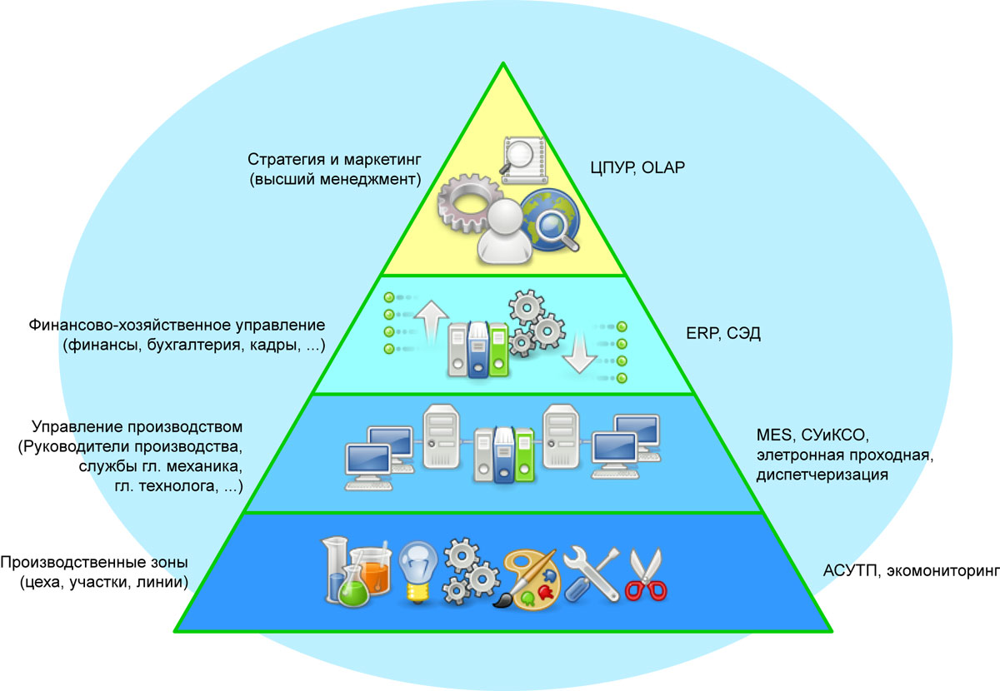 Стратегия и маркетинг
(высший менеджмент)
ЦПУР, OLAP
Финансово-хозяйственное управление
(финансы, бухгалтерия, кадры, ...)
ERP, СЭД
Управление производством
(Руководители производства,
службы гл. механика,
гл. технолога, ...)
MES, СУиКСО,
элетронная проходная,
диспетчеризация
Производственные зоны
(цеха, участки, линии)
АСУТП, экомониторинг